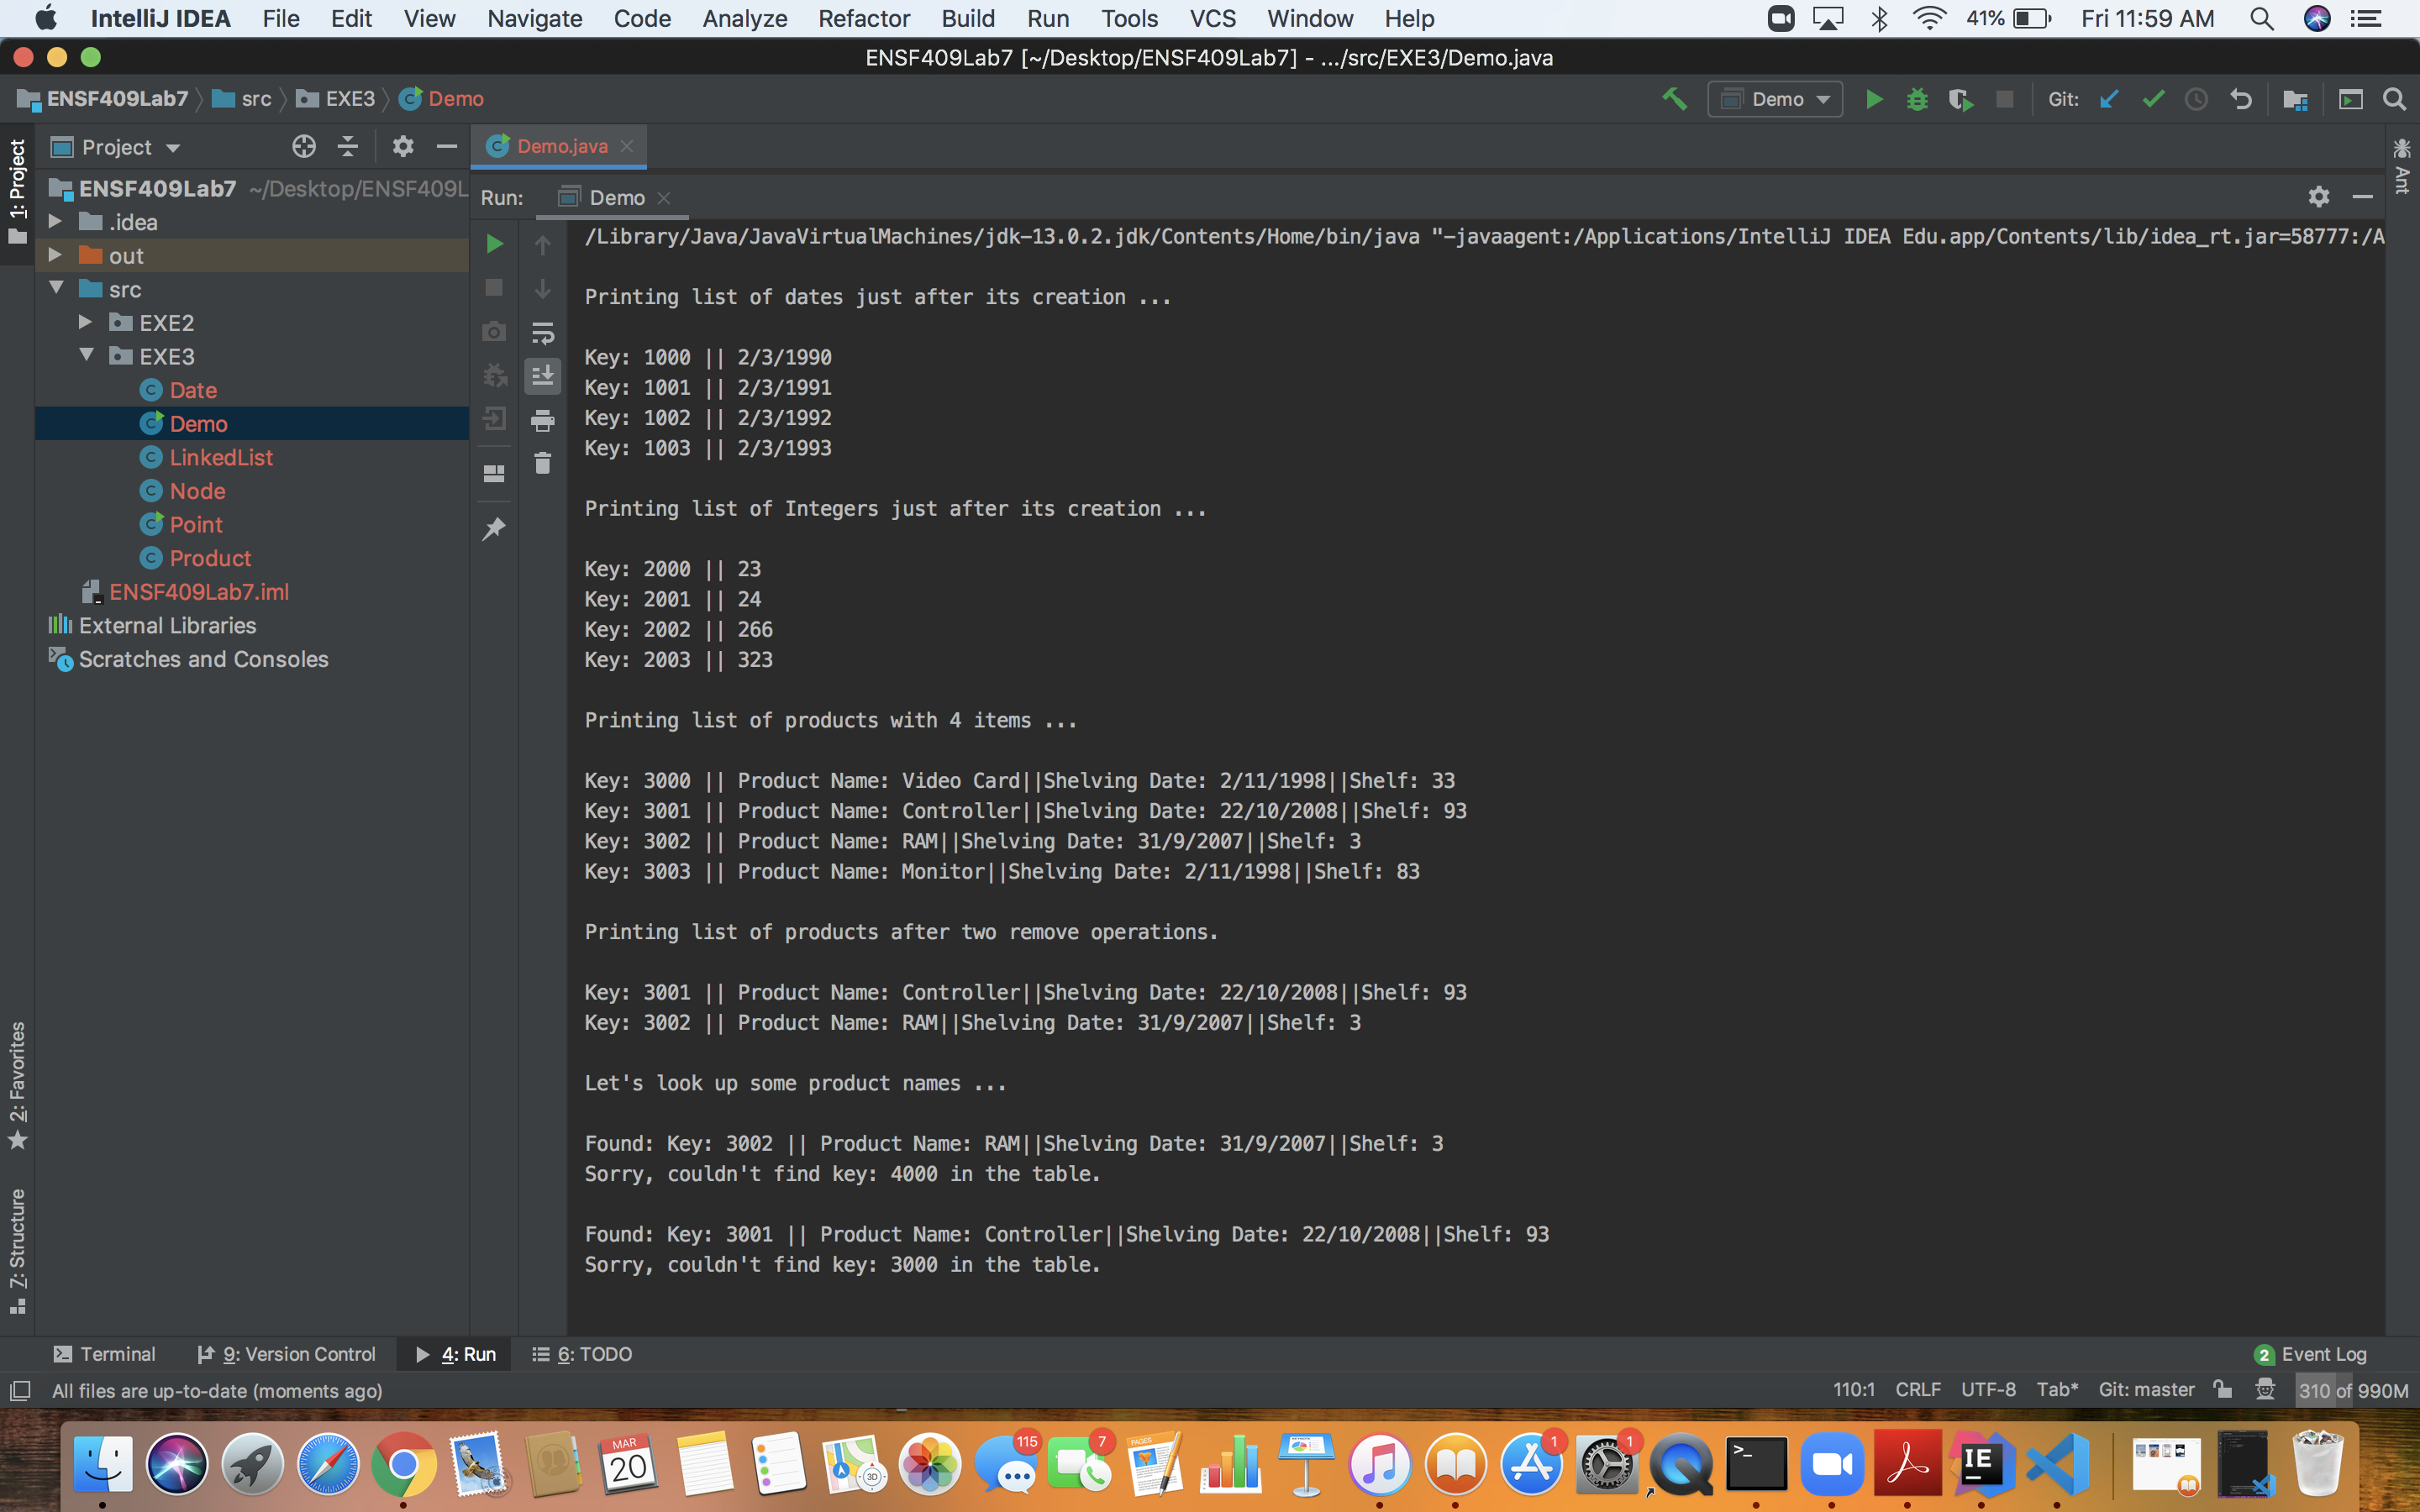 IntelliJ IDEA File Edit View Navigate Code Analyze Refactor Build Run Tools VCS Window Help 41% Fri 11:59 AM
ENSF409Lab7 [~/Desktop/ENSF409Lab7] - .../src/EXE3/Demo.java
ENSF409Lab7 src EXE3 Demo Demo Git:
1: Project
Project
ENSF409Lab7 ~/Desktop/ENSF409L
.idea
out
src
EXE2
EXE3
Date
Demo
LinkedList
Node
Point
Product
ENSF409Lab7.iml
External Libraries
Scratches and Consoles
2: Favorites
7: Structure
Demo.java
Ant
Run: Demo
/Library/Java/JavaVirtualMachines/jdk-13.0.2.jdk/Contents/Home/bin/java "-javaagent:/Applications/IntelliJ IDEA Edu.app/Contents/lib/idea_rt.jar=58777:/A
Printing list of dates just after its creation ...
Key: 1000 || 2/3/1990
Key: 1001 || 2/3/1991
Key: 1002 || 2/3/1992
Key: 1003 || 2/3/1993
Printing list of Integers just after its creation ...
Key: 2000 || 23
Key: 2001 || 24
Key: 2002 || 266
Key: 2003 || 323
Printing list of products with 4 items ...
Key: 3000 || Product Name: Video Card||Shelving Date: 2/11/1998||Shelf: 33
Key: 3001 || Product Name: Controller||Shelving Date: 22/10/2008||Shelf: 93
Key: 3002 || Product Name: RAM||Shelving Date: 31/9/2007||Shelf: 3
Key: 3003 || Product Name: Monitor||Shelving Date: 2/11/1998||Shelf: 83
Printing list of products after two remove operations.
Key: 3001 || Product Name: Controller||Shelving Date: 22/10/2008||Shelf: 93
Key: 3002 || Product Name: RAM||Shelving Date: 31/9/2007||Shelf: 3
Let's look up some product names ...
Found: Key: 3002 || Product Name: RAM||Shelving Date: 31/9/2007||Shelf: 3
Sorry, couldn't find key: 4000 in the table.
Found: Key: 3001 || Product Name: Controller||Shelving Date: 22/10/2008||Shelf: 93
Sorry, couldn't find key: 3000 in the table.
Terminal 9: Version Control 4: Run 6: TODO 2 Event Log
All files are up-to-date (moments ago) 110:1 CRLF UTF-8 Tab* Git: master 310 of 990M
MAR
20
3D
115
7
PAGES
1
1
>_
IE